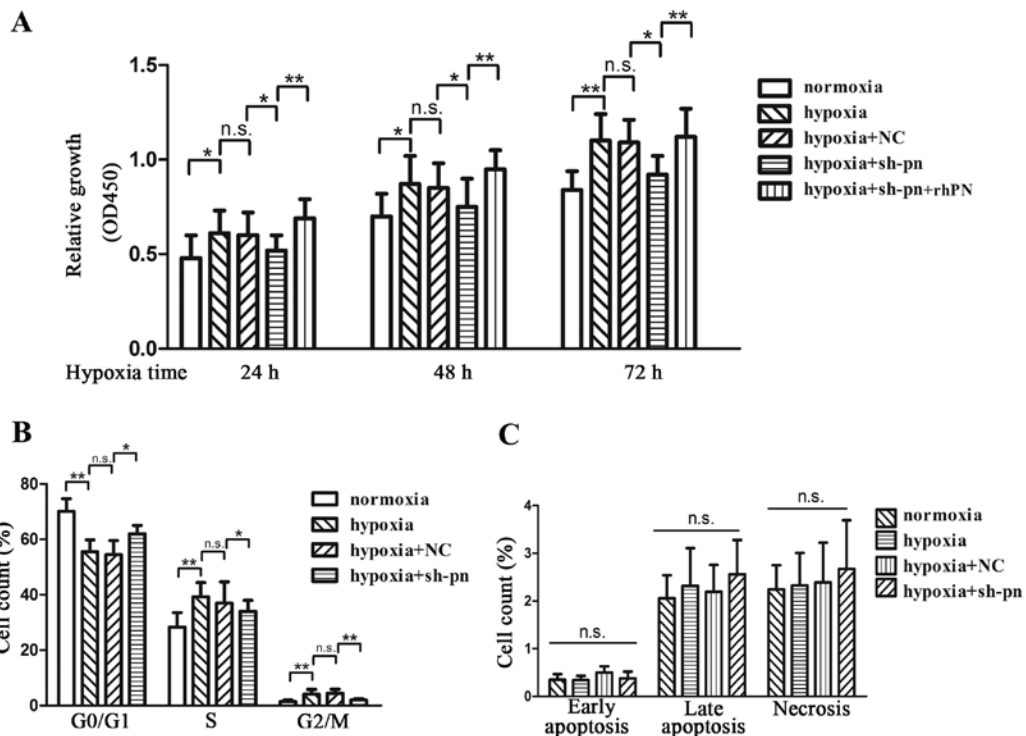 A
Relative growth
(OD450)
1.5
1.0
0.5
0.0
*
n.s.
*
**
*
n.s.
*
**
**
n.s.
*
**
normoxia
hypoxia
hypoxia+NC
hypoxia+sh-pn
hypoxia+sh-pn+rhPN
Hypoxia time
24 h
48 h
72 h
B
Cell count (%)
80
60
40
20
0
**
n.s.
*
**
n.s.
*
**
n.s.
**
G0/G1
S
G2/M
normoxia
hypoxia
hypoxia+NC
hypoxia+sh-pn
C
Cell count (%)
4
3
2
1
0
n.s.
n.s.
n.s.
Early
apoptosis
Late
apoptosis
Necrosis
normoxia
hypoxia
hypoxia+NC
hypoxia+sh-pn